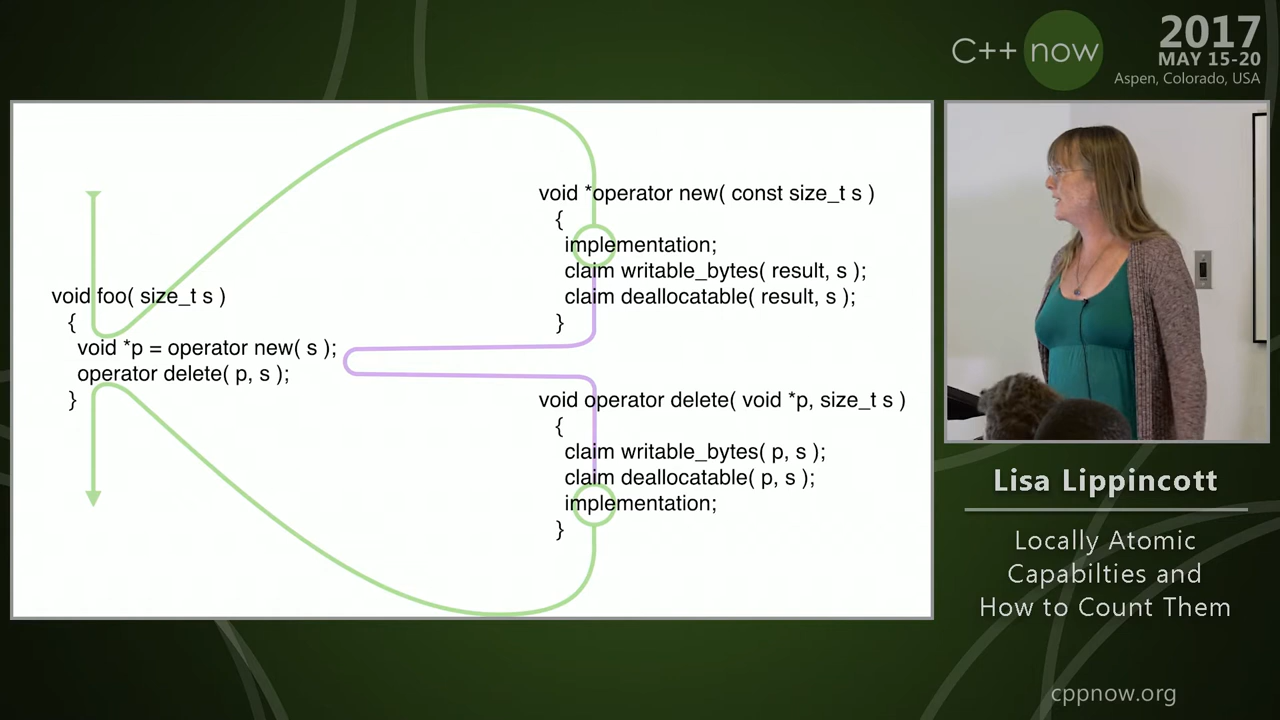 C++ now
2017
MAY 15-20
Aspen, Colorado, USA
void foo( size_t s )
{
void *p = operator new( s );
operator delete( p, s );
}
void *operator new( const size_t s )
{
implementation;
claim writable_bytes( result, s );
claim deallocatable( result, s );
}
void operator delete( void *p, size_t s )
{
claim writable_bytes( p, s );
claim deallocatable( p, s );
implementation;
}
Lisa Lippincott
Locally Atomic
Capabilties and
How to Count Them
cppnow.org